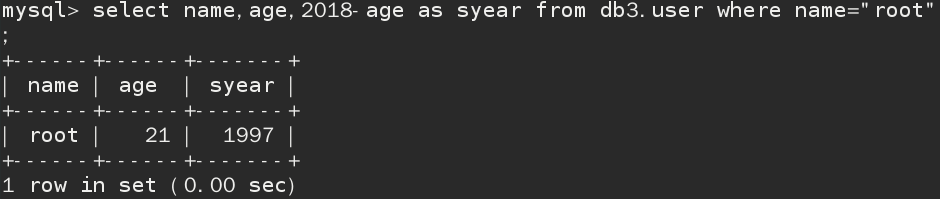 mysql> select name,age,2018-age as syear from db3.user where name="root"
;
+------+------+-------+
| name | age  | syear |
+------+------+-------+
| root |   21 |  1997 |
+------+------+-------+
1 row in set (0.00 sec)